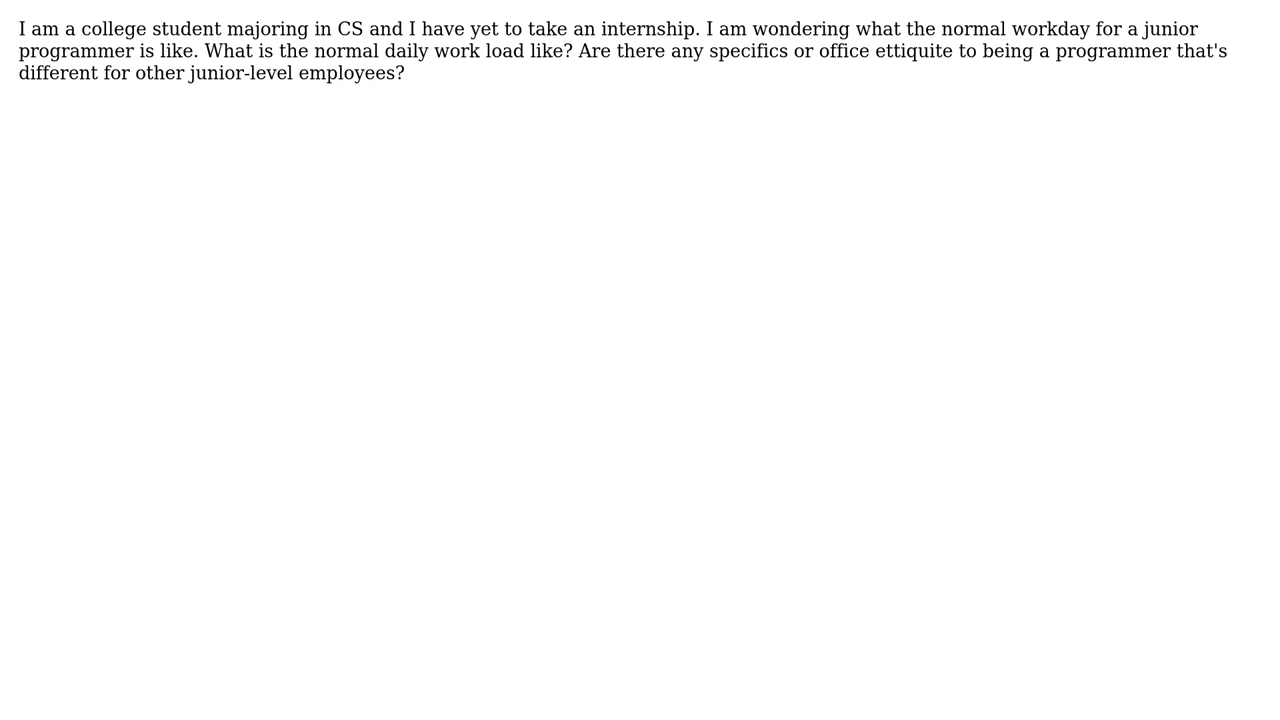 I am a college student majoring in CS and I have yet to take an internship. I am wondering what the normal workday for a junior
programmer is like. What is the normal daily work load like? Are there any specifics or office ettiquite to being a programmer that's
different for other junior-level employees?